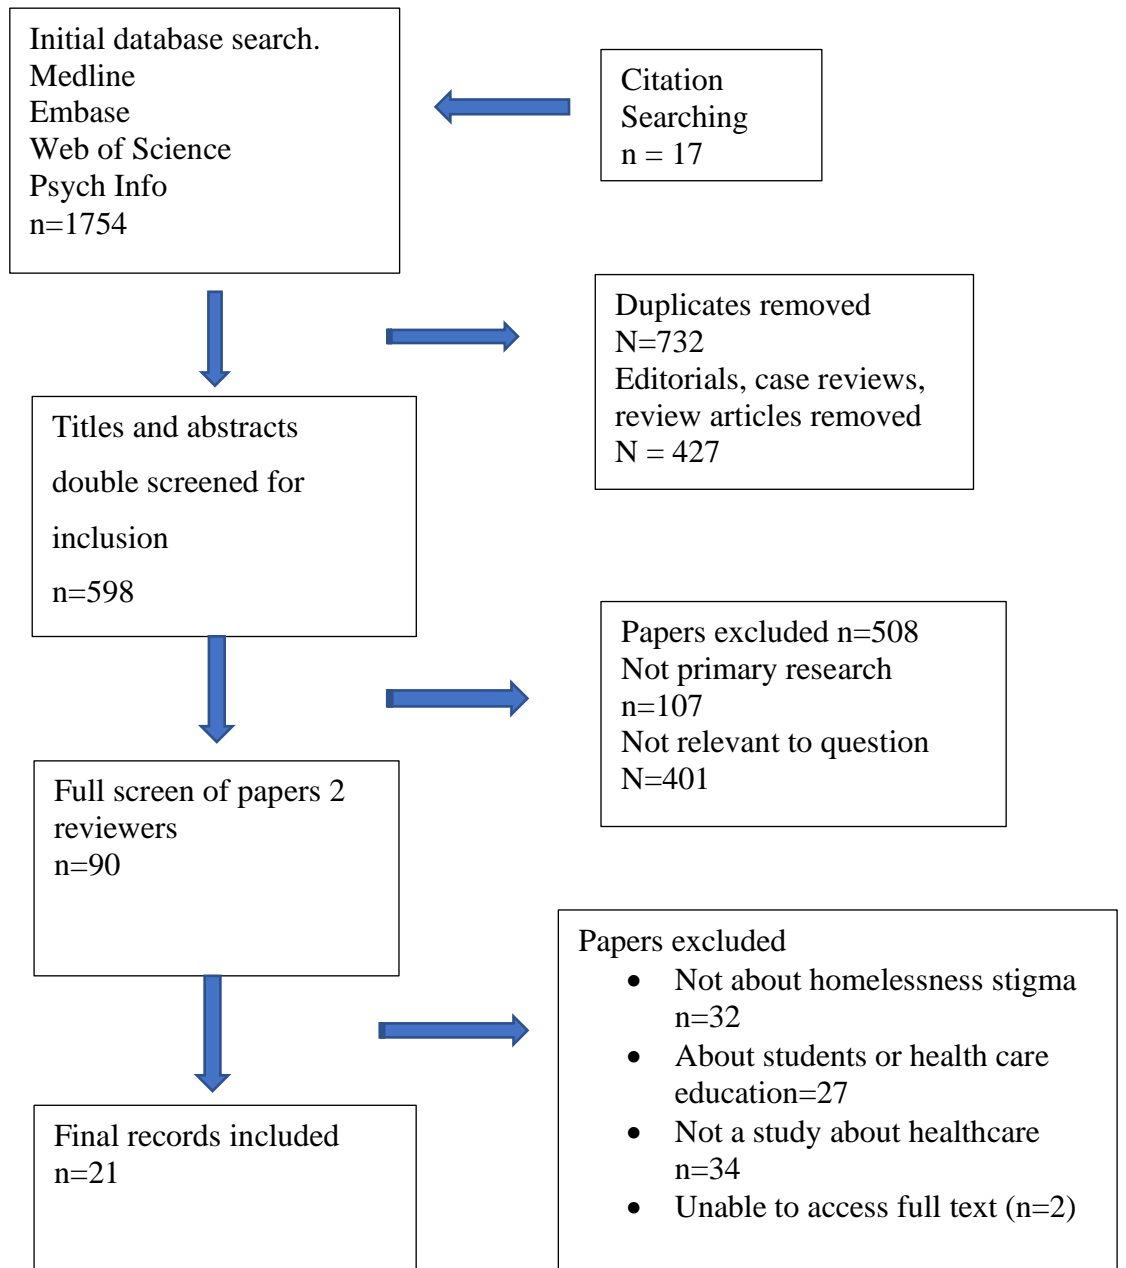 Initial database search.
Medline
Embase
Web of Science
Psych Info
n=1754
Citation
Searching
n = 17
Duplicates removed
N=732
Editorials, case reviews,
review articles removed
N = 427
Titles and abstracts
double screened for
inclusion
n=598
Papers excluded n=508
Not primary research
n=107
Not relevant to question
N=401
Full screen of papers 2
reviewers
n=90
Papers excluded
• Not about homelessness stigma
n=32
• About students or health care
education=27
• Not a study about healthcare
n=34
• Unable to access full text (n=2)
Final records included
n=21